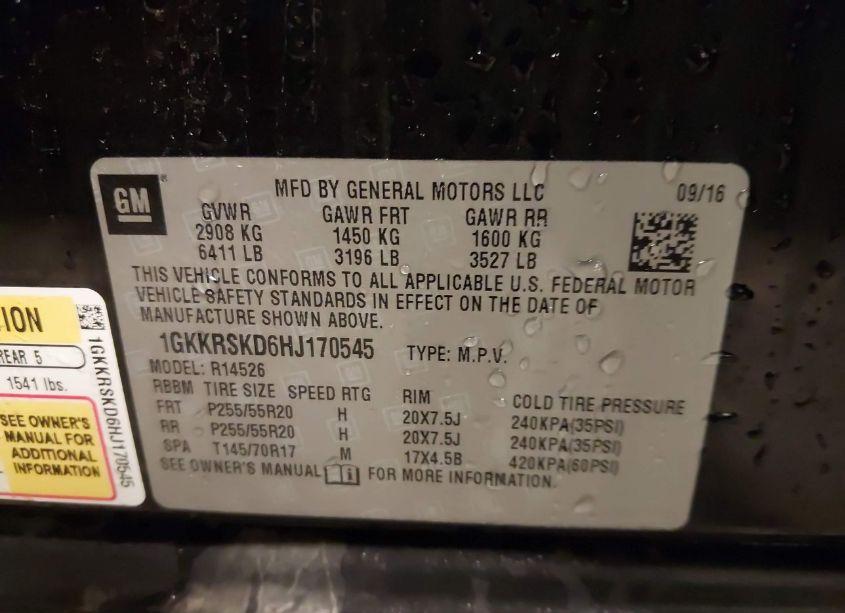 GM
MFD BY GENERAL MOTORS LLC 09/16
GVWR GAWR FRT GAWR RR
2908 KG 1450 KG 1600 KG
6411 LB 3196 LB 3527 LB
THIS VEHICLE CONFORMS TO ALL APPLICABLE U.S. FEDERAL MOTOR
VEHICLE SAFETY STANDARDS IN EFFECT ON THE DATE OF
MANUFACTURE SHOWN ABOVE.
1GKKRSKD6HJ170545 TYPE: M.P.V.
MODEL: R14526
RBBM TIRE SIZE SPEED RTG RIM COLD TIRE PRESSURE
FRT P255/55R20 H 20X7.5J 240KPA(35PSI)
RR P255/55R20 H 20X7.5J 240KPA(35PSI)
SPA T145/70R17 M 17X4.5B 420KPA(60PSI)
SEE OWNER'S MANUAL FOR MORE INFORMATION.
REAR 5
1541 lbs.
SEE OWNER'S
MANUAL FOR
ADDITIONAL
INFORMATION
1GKKRSKD6HJ170545